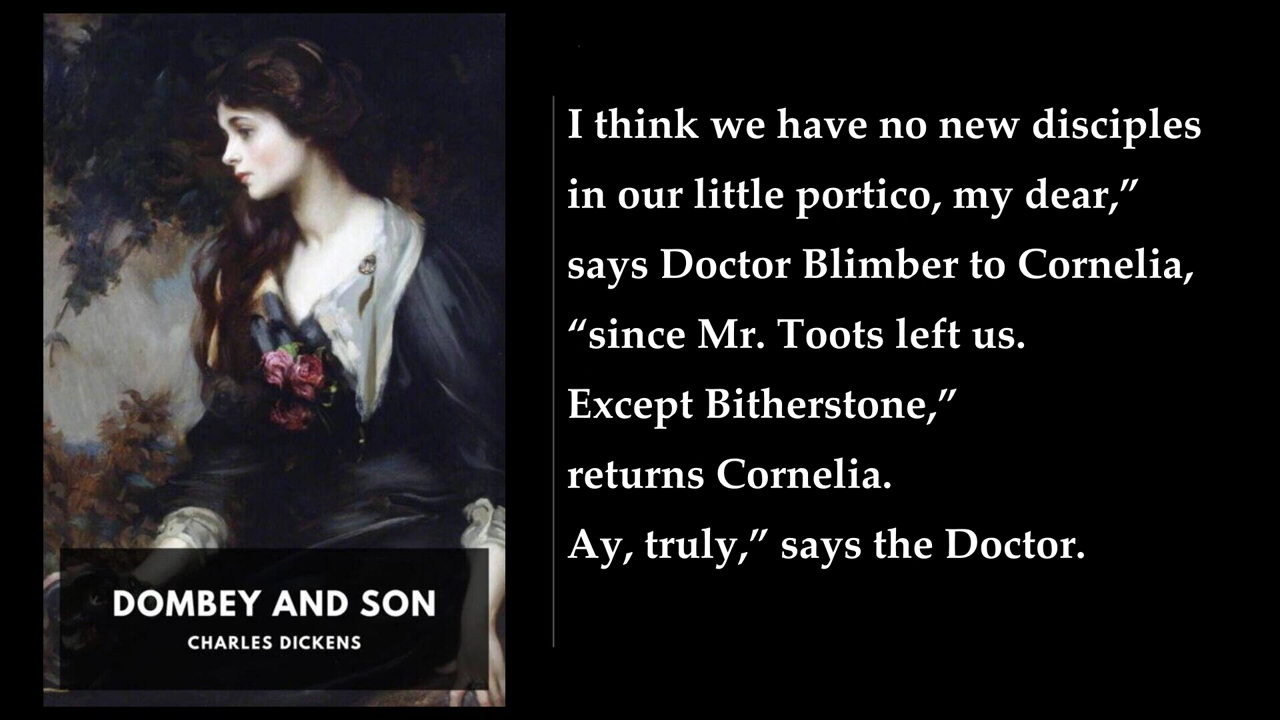 DOMBEY AND SON
CHARLES DICKENS
I think we have no new disciples
in our little portico, my dear,”
says Doctor Blimber to Cornelia,
“since Mr. Toots left us.
Except Bitherstone,”
returns Cornelia.
Ay, truly,” says the Doctor.